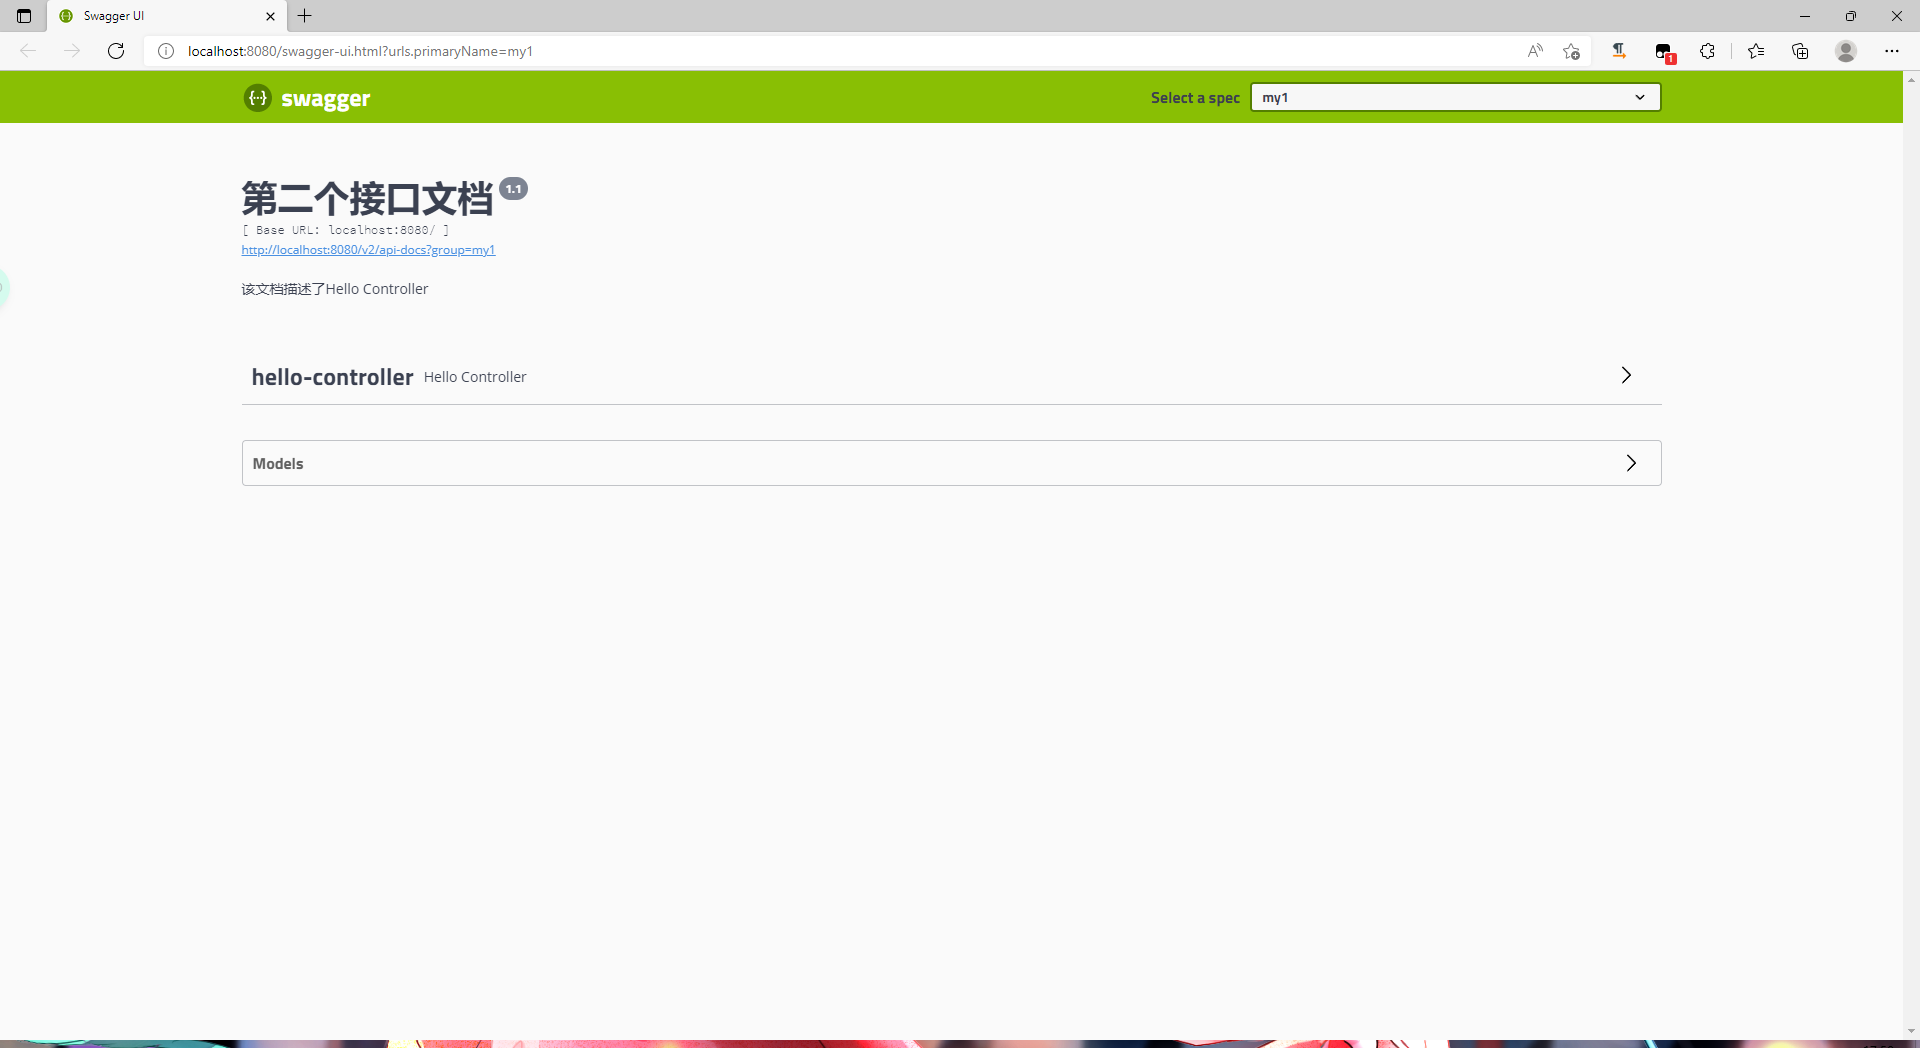 Swagger UI
localhost:8080/swagger-ui.html?urls.primaryName=my1
1
swagger
Select a spec
my1
第二个接口文档 1.1
[ Base URL: localhost:8080/ ]
http://localhost:8080/v2/api-docs?group=my1
该文档描述了Hello Controller
hello-controller Hello Controller
Models